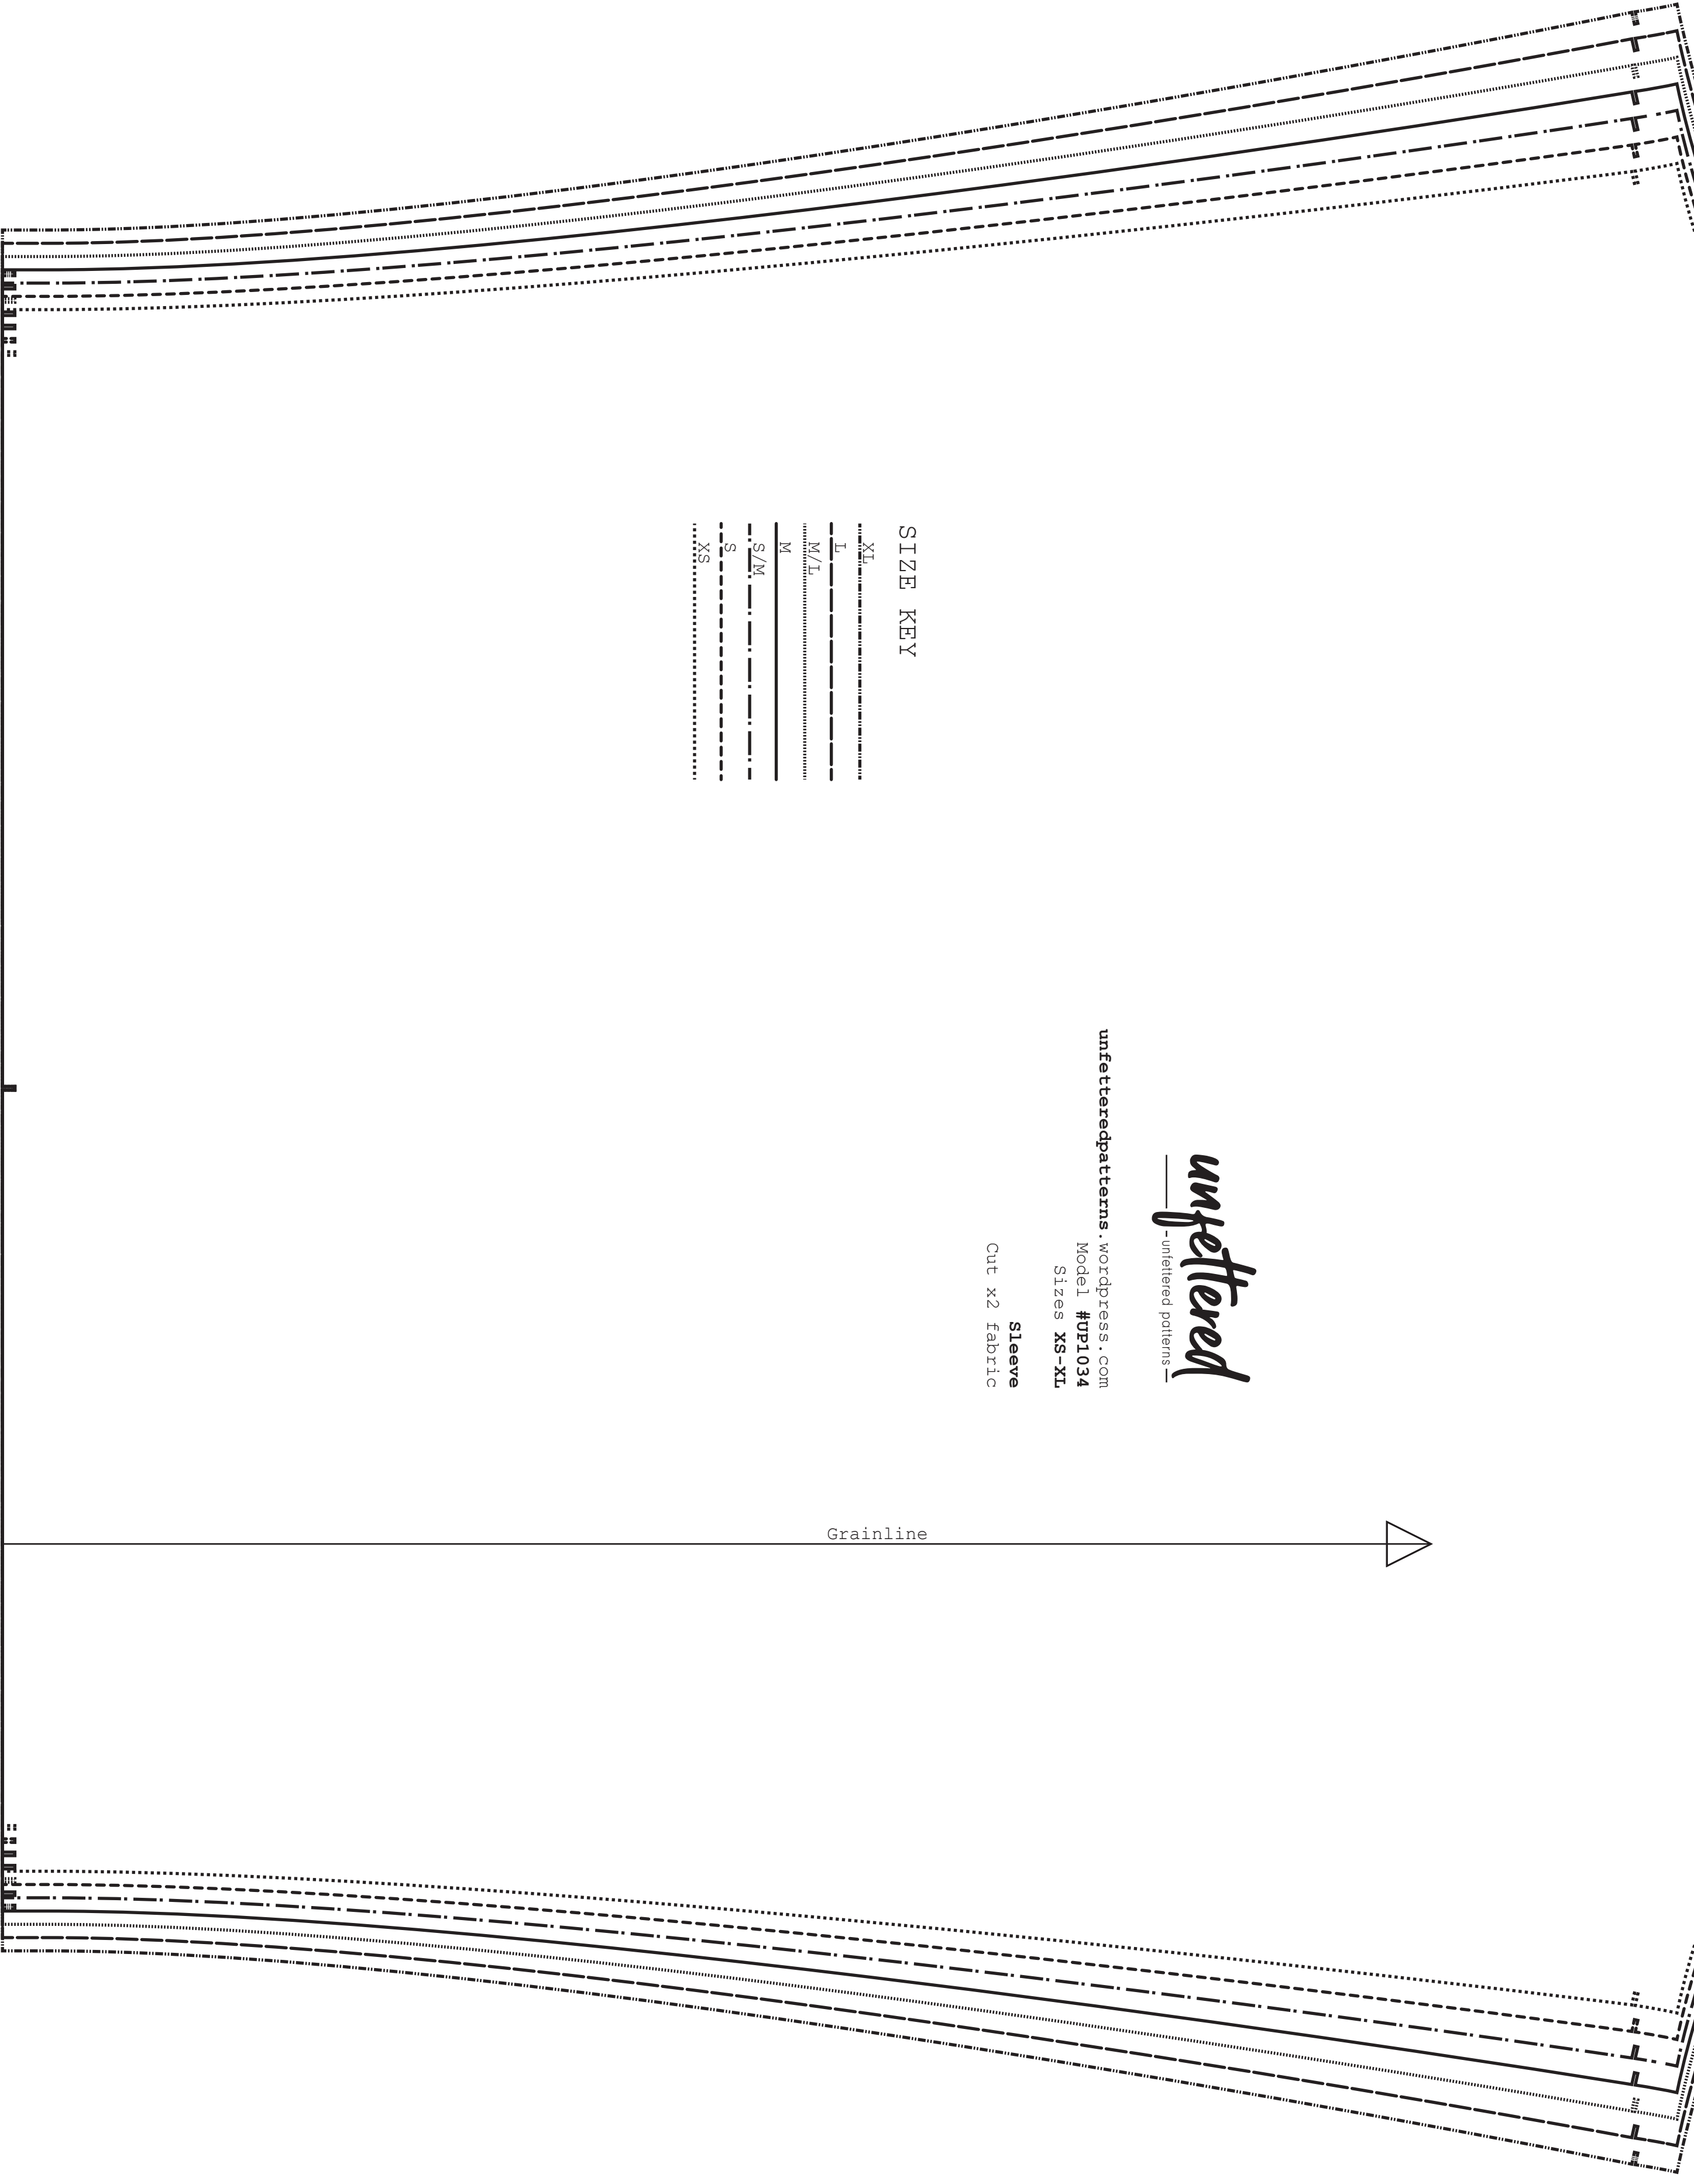 unfettered
unfettered patterns
unfetteredpatterns.wordpress.com
Model #UP1034
Sizes XS-XL
Sleeve
Cut x2 fabric
SIZE KEY
XL
L
M/L
M
S/M
S
XS
Grainline